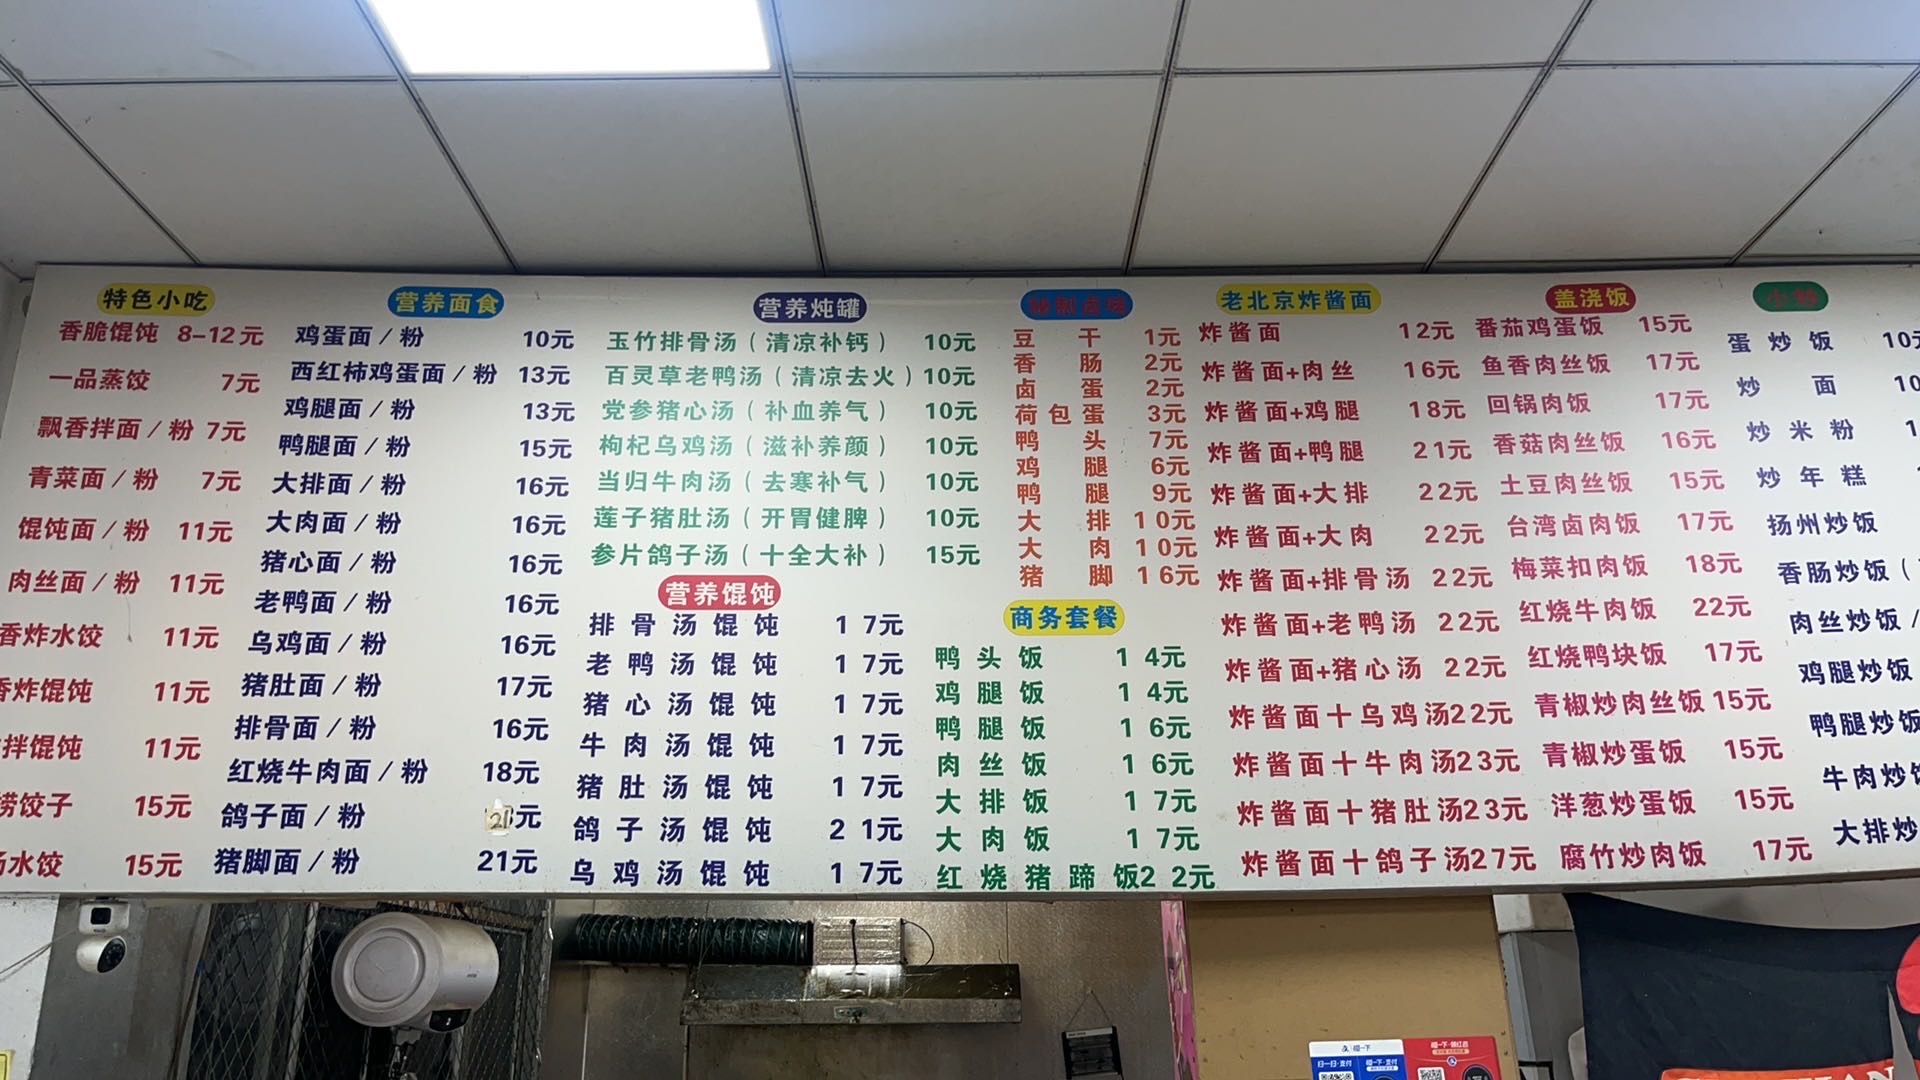 特色小吃
香脆馄饨 8-12元
一品蒸饺 7元
飘香拌面/粉 7元
青菜面/粉 7元
馄饨面/粉 11元
肉丝面/粉 11元
香炸水饺 11元
香炸馄饨 11元
拌馄饨 11元
捞饺子 15元
汤水饺 15元
营养面食
鸡蛋面/粉 10元
西红柿鸡蛋面/粉 13元
鸡腿面/粉 13元
鸭腿面/粉 15元
大排面/粉 16元
大肉面/粉 16元
猪心面/粉 16元
老鸭面/粉 16元
乌鸡面/粉 16元
猪肚面/粉 17元
排骨面/粉 16元
红烧牛肉面/粉 18元
鸽子面/粉 21元
猪脚面/粉 21元
营养炖罐
玉竹排骨汤(清凉补钙) 10元
百灵草老鸭汤(清凉去火) 10元
党参猪心汤(补血养气) 10元
枸杞乌鸡汤(滋补养颜) 10元
当归牛肉汤(去寒补气) 10元
莲子猪肚汤(开胃健脾) 10元
参片鸽子汤(十全大补) 15元
营养馄饨
排骨汤馄饨 17元
老鸭汤馄饨 17元
猪心汤馄饨 17元
牛肉汤馄饨 17元
猪肚汤馄饨 17元
鸽子汤馄饨 21元
乌鸡汤馄饨 17元
秘制卤味
豆干 1元
香肠 2元
卤蛋 2元
荷包蛋 3元
鸭头 7元
鸡腿 6元
鸭腿 9元
大排 10元
大肉 10元
猪脚 16元
商务套餐
鸭头饭 14元
鸡腿饭 14元
鸭腿饭 16元
肉丝饭 16元
大排饭 17元
大肉饭 17元
红烧猪蹄饭 22元
老北京炸酱面
炸酱面 12元
炸酱面+肉丝 16元
炸酱面+鸡腿 18元
炸酱面+鸭腿 21元
炸酱面+大排 22元
炸酱面+大肉 22元
炸酱面+排骨汤 22元
炸酱面+老鸭汤 22元
炸酱面+猪心汤 22元
炸酱面十乌鸡汤22元
炸酱面十牛肉汤23元
炸酱面十猪肚汤23元
炸酱面十鸽子汤27元
盖浇饭
番茄鸡蛋饭 15元
鱼香肉丝饭 17元
回锅肉饭 17元
香菇肉丝饭 16元
土豆肉丝饭 15元
台湾卤肉饭 17元
梅菜扣肉饭 18元
红烧牛肉饭 22元
红烧鸭块饭 17元
青椒炒肉丝饭 15元
青椒炒蛋饭 15元
洋葱炒蛋饭 15元
腐竹炒肉饭 17元
小炒
蛋炒饭 10元
炒面 10
炒米粉 1
炒年糕
扬州炒饭
香肠炒饭(
肉丝炒饭/
鸡腿炒饭
鸭腿炒饭
牛肉炒饭
大排炒